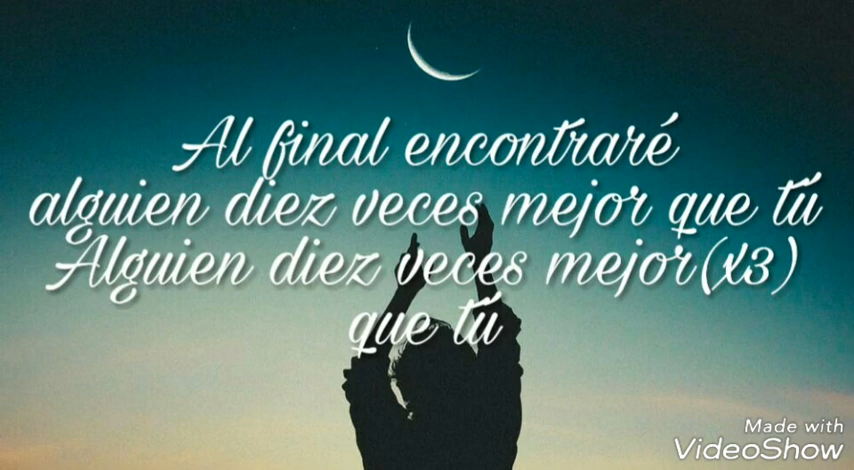 Al final encontraré
alguien diez veces mejor que tú
Alguien diez veces mejor(x3)
que tú
Made with
VideoShow